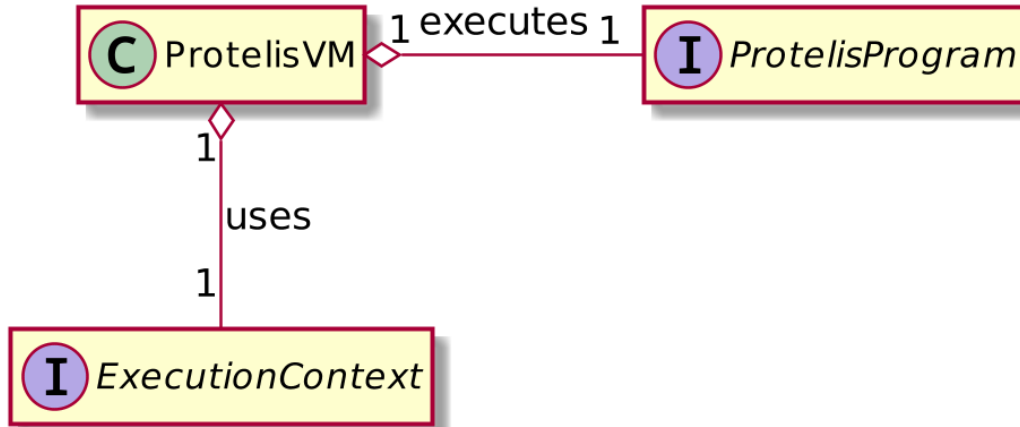 C ProtelisVM
1 executes 1
I ProtelisProgram
1
uses
1
I ExecutionContext